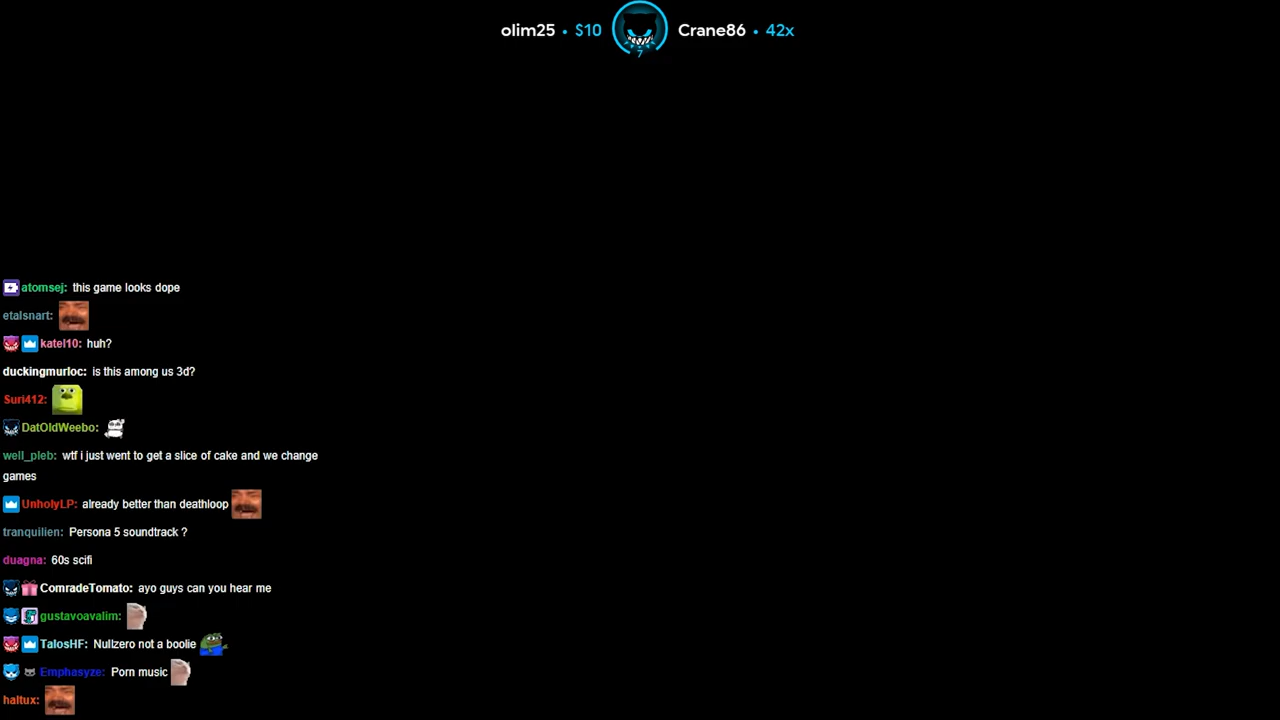 olim25 • $10 Crane86 • 42x
7
atomsej: this game looks dope
etalsnart:
katel10: huh?
duckingmurloc: is this among us 3d?
Suri412:
DatOldWeebo:
well_pleb: wtf i just went to get a slice of cake and we change
games
UnholyLP: already better than deathloop
tranquilien: Persona 5 soundtrack ?
duagna: 60s scifi
ComradeTomato: ayo guys can you hear me
gustavoavalim:
TalosHF: Nullzero not a boolie
Emphasyze: Porn music
haltux: